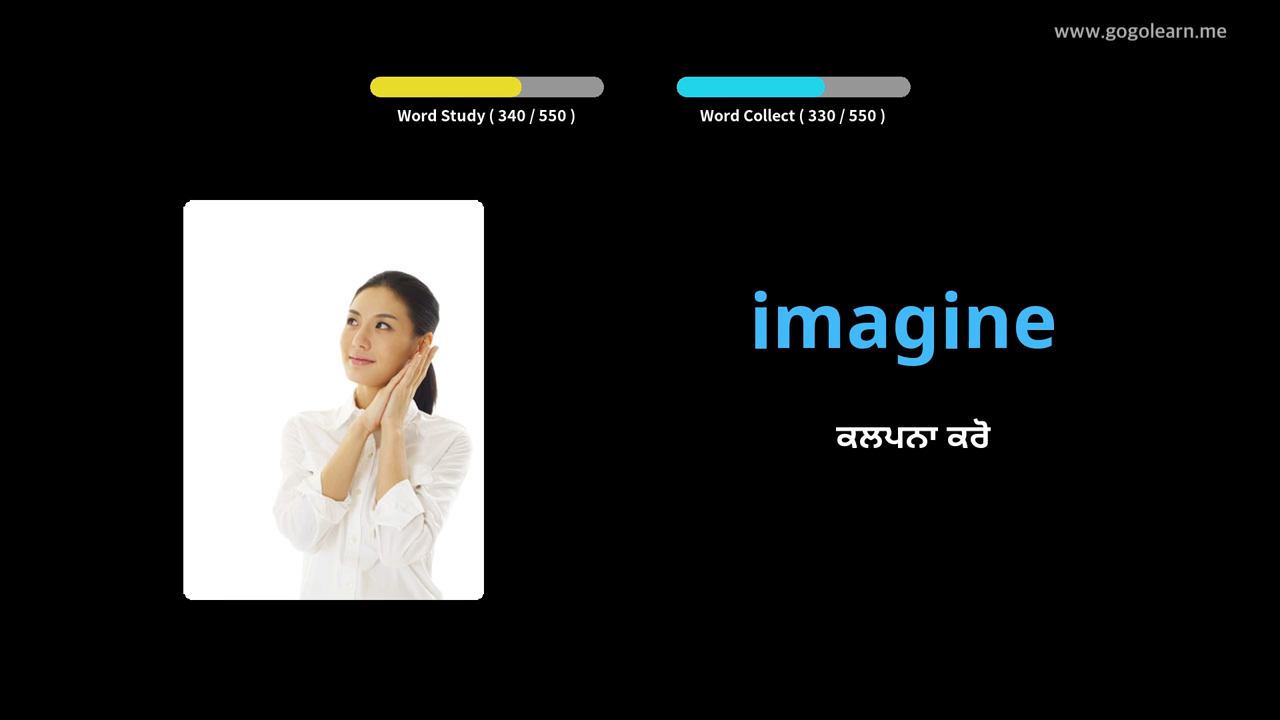 www.gogolearn.me
Word Study ( 340 / 550 )
Word Collect ( 330 / 550 )
imagine
ਕਲਪਨਾ ਕਰੋ